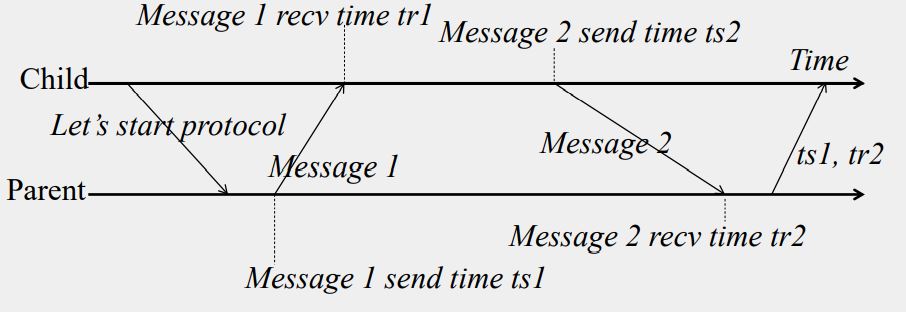 Message 1 recv time tr1
Message 2 send time ts2
Time
Child
Let's start protocol
Message 1
Message 2
ts1, tr2
Parent
Message 2 recv time tr2
Message 1 send time ts1